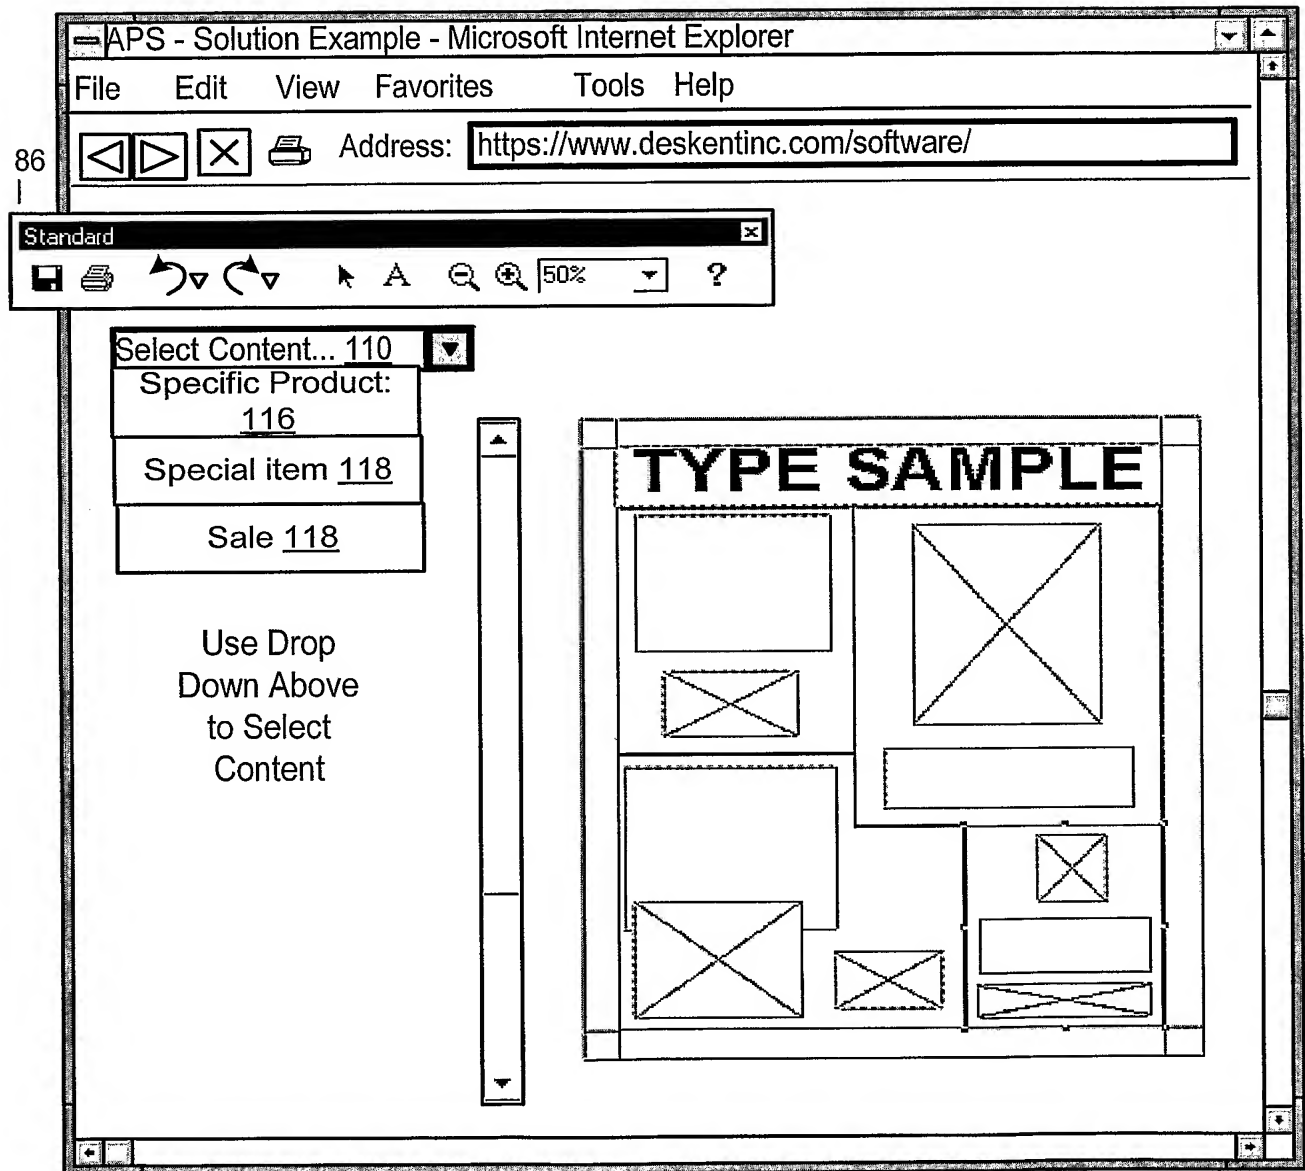 APS - Solution Example - Microsoft Internet Explorer
File Edit View Favorites Tools Help
Address: https://www.deskentinc.com/software/
86
Standard
A 50% ?
Select Content... 110
Specific Product:
116
Special item 118
Sale 118
TYPE SAMPLE
Use Drop
Down Above
to Select
Content